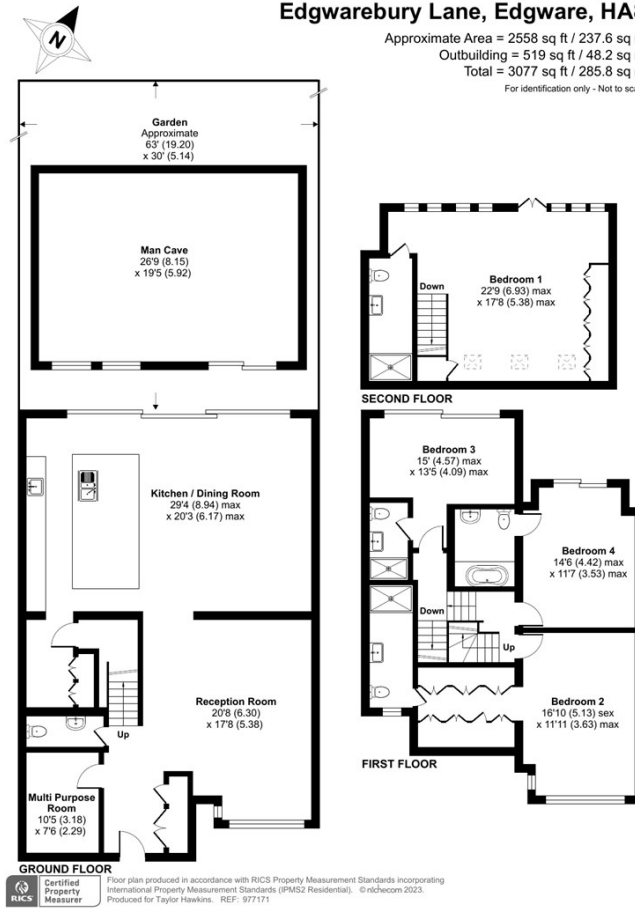 Edgwarebury Lane, Edgware, HA8
Approximate Area = 2558 sq ft / 237.6 sq
Outbuilding = 519 sq ft / 48.2 sq
Total = 3077 sq ft / 285.8 sq
For identification only - Not to sca
N
Garden
Approximate
63' (19.20)
x 30' (5.14)
Man Cave
26'9 (8.15)
x 19'5 (5.92)
Kitchen / Dining Room
29'4 (8.94) max
x 20'3 (6.17) max
Reception Room
20'8 (6.30)
x 17'8 (5.38)
Up
Multi Purpose
Room
10'5 (3.18)
x 7'6 (2.29)
GROUND FLOOR
Bedroom 1
22'9 (6.93) max
x 17'8 (5.38) max
Down
SECOND FLOOR
Bedroom 3
15' (4.57) max
x 13'5 (4.09) max
Bedroom 4
14'6 (4.42) max
x 11'7 (3.53) max
Down
Up
Bedroom 2
16'10 (5.13) sex
x 11'11 (3.63) max
FIRST FLOOR
RICS
Certified
Property
Measurer
Floor plan produced in accordance with RICS Property Measurement Standards incorporating
International Property Measurement Standards (IPMS2 Residential). © nichecom 2023.
Produced for Taylor Hawkins. REF: 977171